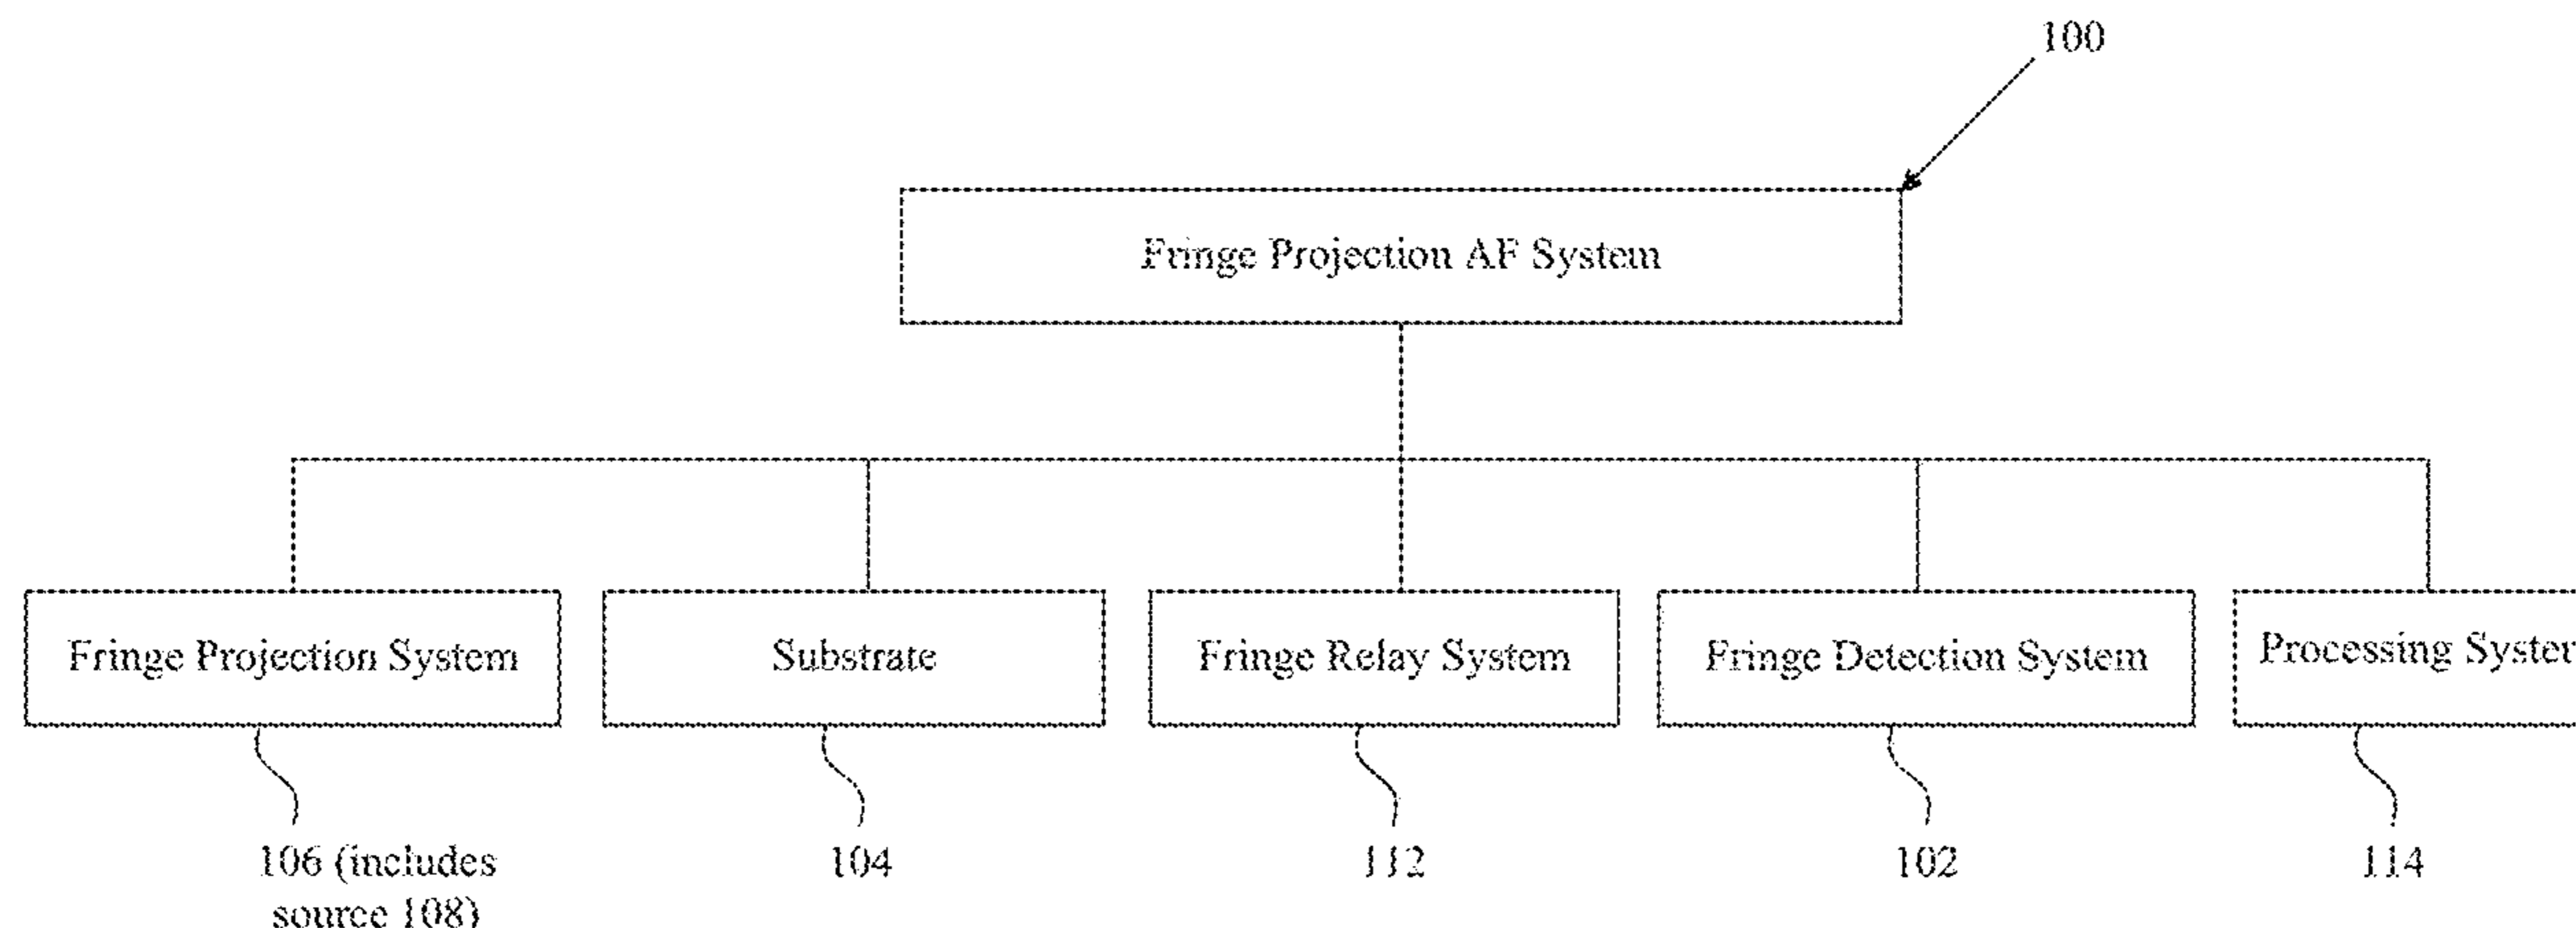 100
Fringe Projection AF System
Fringe Projection System
Substrate
Fringe Relay System
Fringe Detection System
Processing
106 (includes
source 108)
104
112
102
114